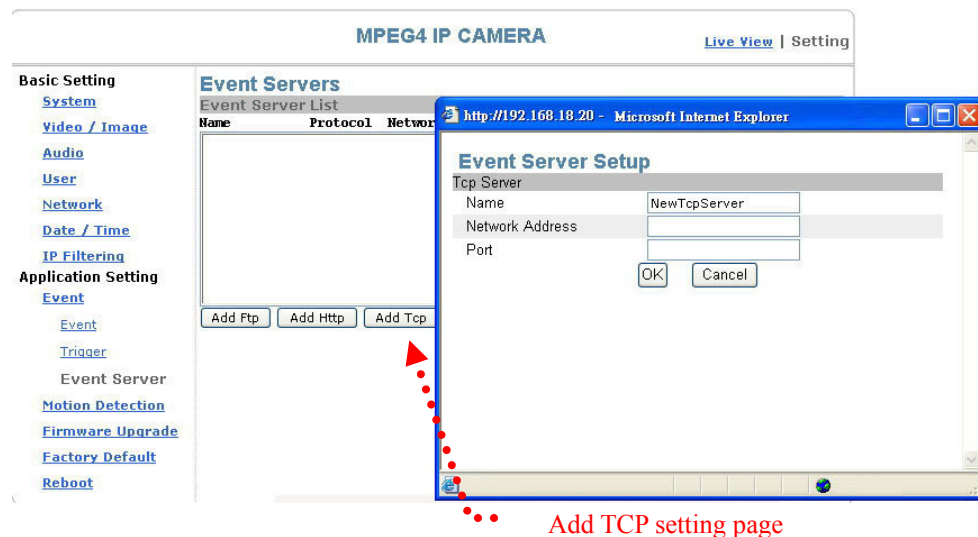 MPEG4 IP CAMERA
Live View | Setting
Basic Setting
System
Video / Image
Audio
User
Network
Date / Time
IP Filtering
Application Setting
Event
Event
Trigger
Event Server
Motion Detection
Firmware Upgrade
Factory Default
Reboot
Event Servers
Event Server List
Name Protocol Networ
Add Ftp Add Http Add Tcp
http://192.168.18.20 - Microsoft Internet Explorer
Event Server Setup
Tcp Server
Name NewTcpServer
Network Address
Port
OK Cancel
Add TCP setting page